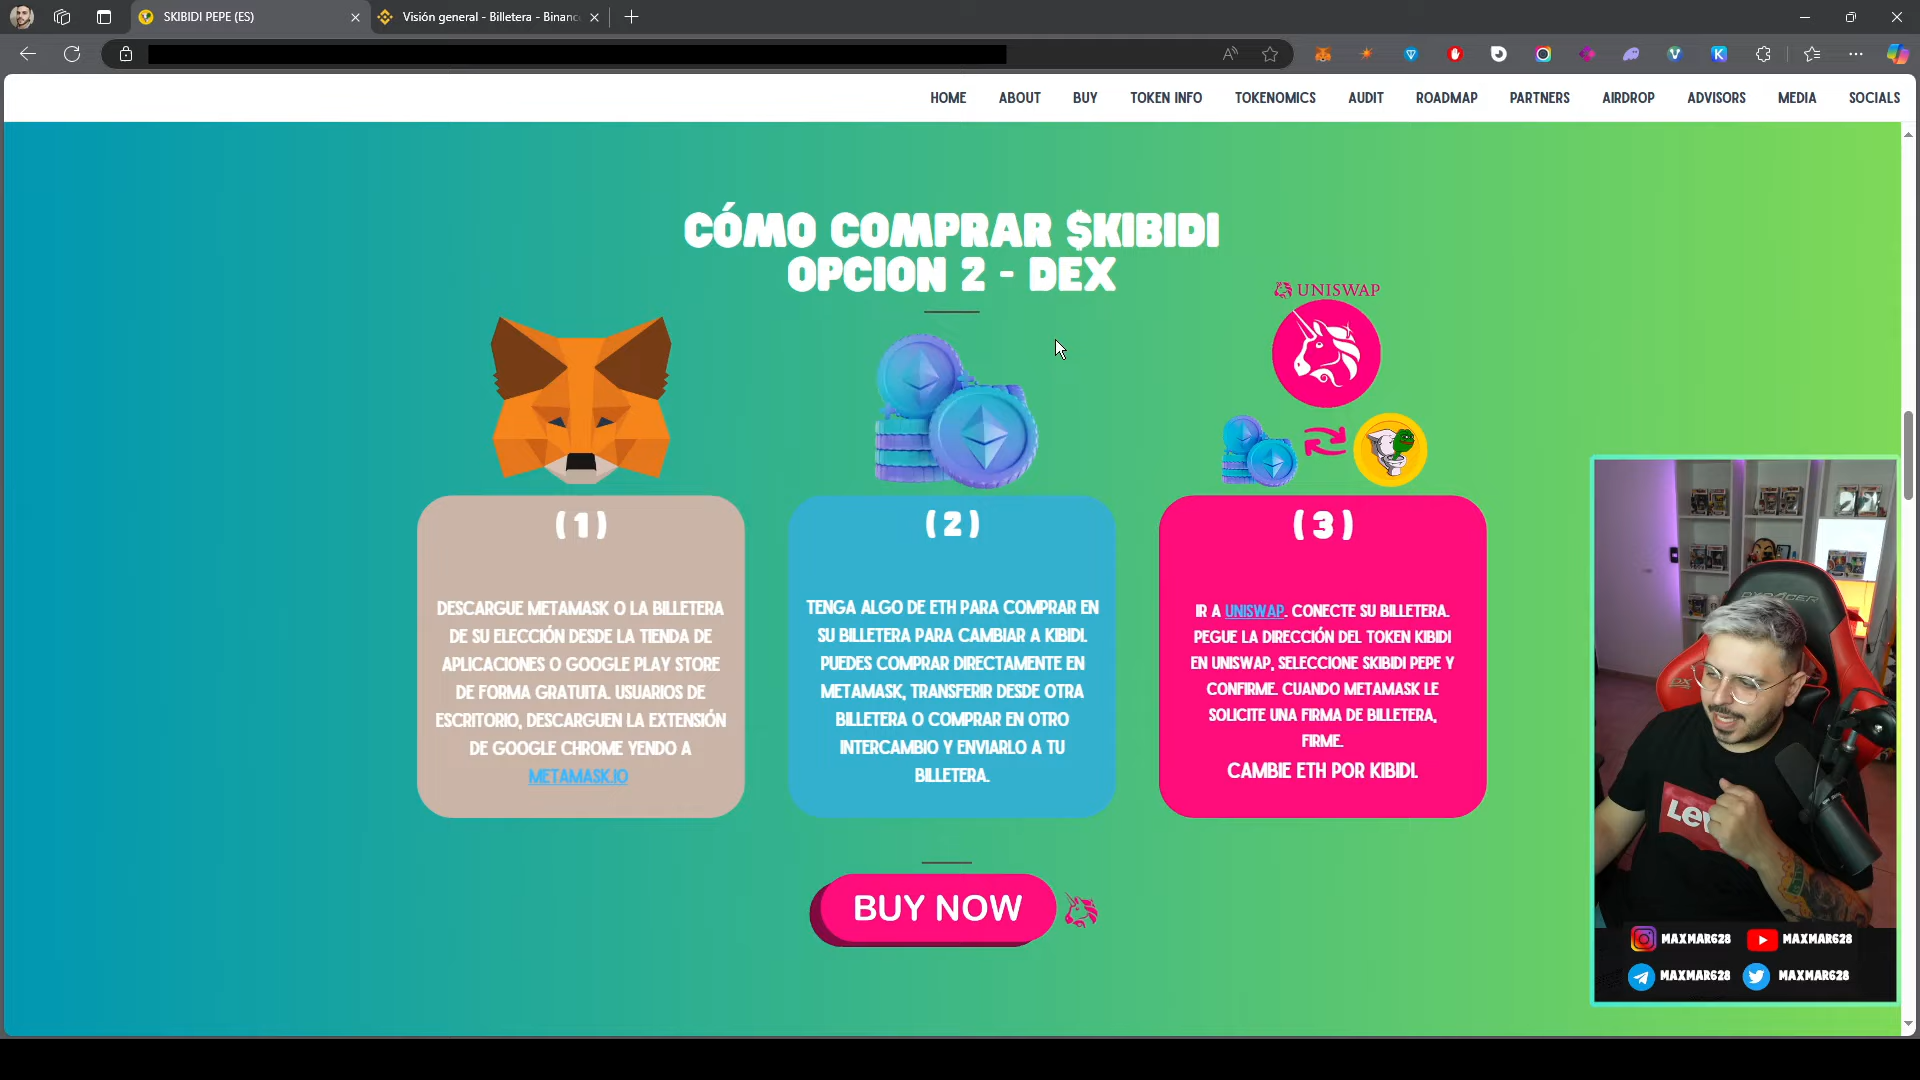 SKIBIDI PEPE (ES)
Visión general - Billetera - Binanc
HOME ABOUT BUY TOKEN INFO TOKENOMICS AUDIT ROADMAP PARTNERS AIRDROP ADVISORS MEDIA SOCIALS
CÓMO COMPRAR $KIBIDI
OPCION 2 - DEX
UNISWAP
(1)
DESCARGUE METAMASK O LA BILLETERA
DE SU ELECCIÓN DESDE LA TIENDA DE
APLICACIONES O GOOGLE PLAY STORE
DE FORMA GRATUITA. USUARIOS DE
ESCRITORIO, DESCARGUEN LA EXTENSIÓN
DE GOOGLE CHROME YENDO A
METAMASK.IO
(2)
TENGA ALGO DE ETH PARA COMPRAR EN
SU BILLETERA PARA CAMBIAR A KIBIDI.
PUEDES COMPRAR DIRECTAMENTE EN
METAMASK, TRANSFERIR DESDE OTRA
BILLETERA O COMPRAR EN OTRO
INTERCAMBIO Y ENVIARLO A TU
BILLETERA.
(3)
IR A UNISWAP. CONECTE SU BILLETERA.
PEGUE LA DIRECCIÓN DEL TOKEN KIBIDI
EN UNISWAP, SELECCIONE SKIBIDI PEPE Y
CONFIRME. CUANDO METAMASK LE
SOLICITE UNA FIRMA DE BILLETERA,
FIRME.
CAMBIE ETH POR KIBIDI.
BUY NOW
DXRACER
LEV
MAXMAR628 MAXMAR628
MAXMAR628 MAXMAR628